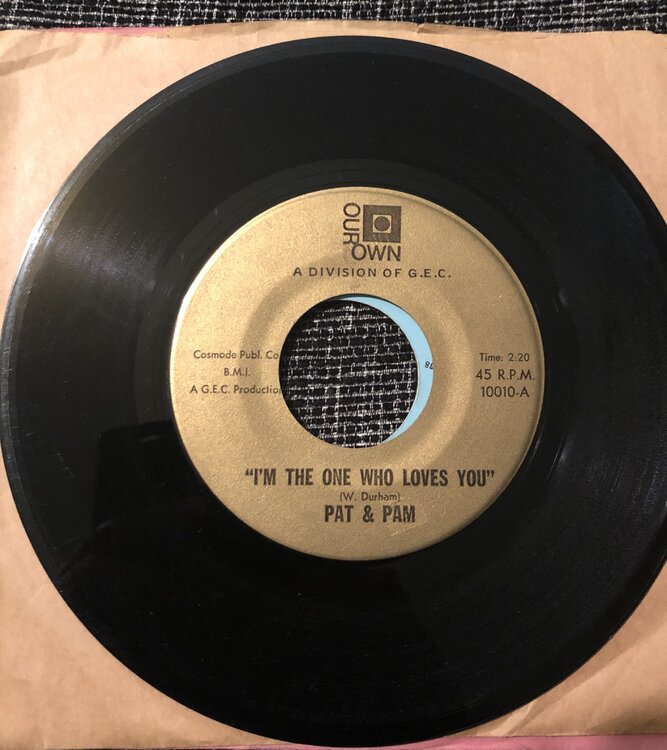 OUR
OWN
A DIVISION OF G.E.C.
Cosmode Publ. Co
B.M.I.
A G.E.C. Productio
Time: 2:20
45 R.P.M.
10010-A
"I'M THE ONE WHO LOVES YOU"
(W. Durham)
PAT & PAM